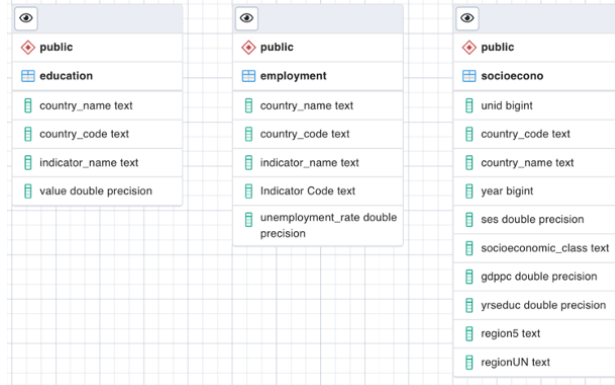 public
education
country_name text
country_code text
indicator_name text
value double precision
public
employment
country_name text
country_code text
indicator_name text
Indicator Code text
unemployment_rate double
precision
public
socioecono
unid bigint
country_code text
country_name text
year bigint
ses double precision
socioeconomic_class text
gdppc double precision
yrseduc double precision
region5 text
regionUN text